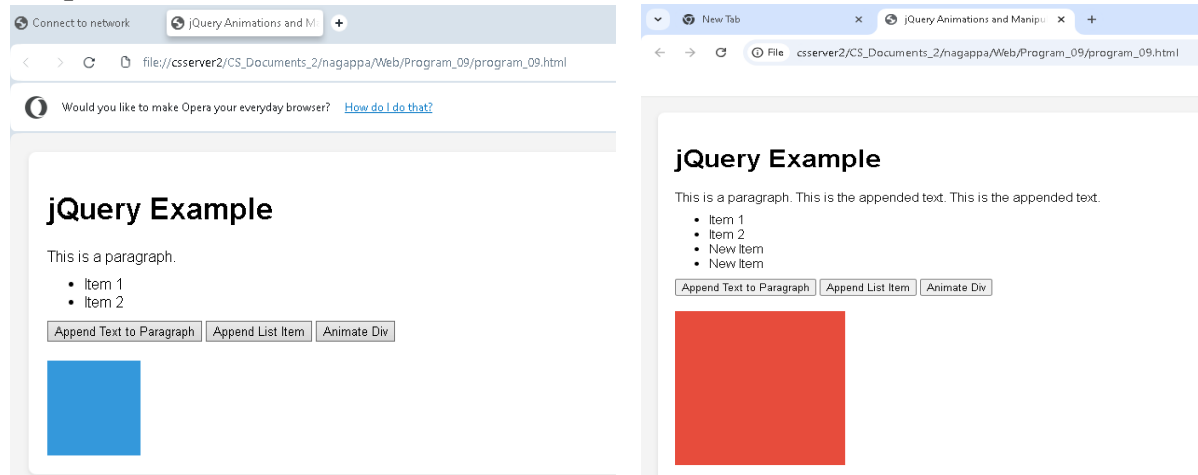 Connect to network
jQuery Animations and M
file://csserver2/CS_Documents_2/nagappa/Web/Program_09/program_09.html
Would you like to make Opera your everyday browser? How do I do that?
jQuery Example
This is a paragraph.
• Item 1
• Item 2
Append Text to Paragraph Append List Item Animate Div
New Tab
jQuery Animations and Manipu
File csserver2/CS_Documents_2/nagappa/Web/Program_09/program_09.html
jQuery Example
This is a paragraph. This is the appended text. This is the appended text.
• Item 1
• Item 2
• New Item
• New Item
Append Text to Paragraph Append List Item Animate Div